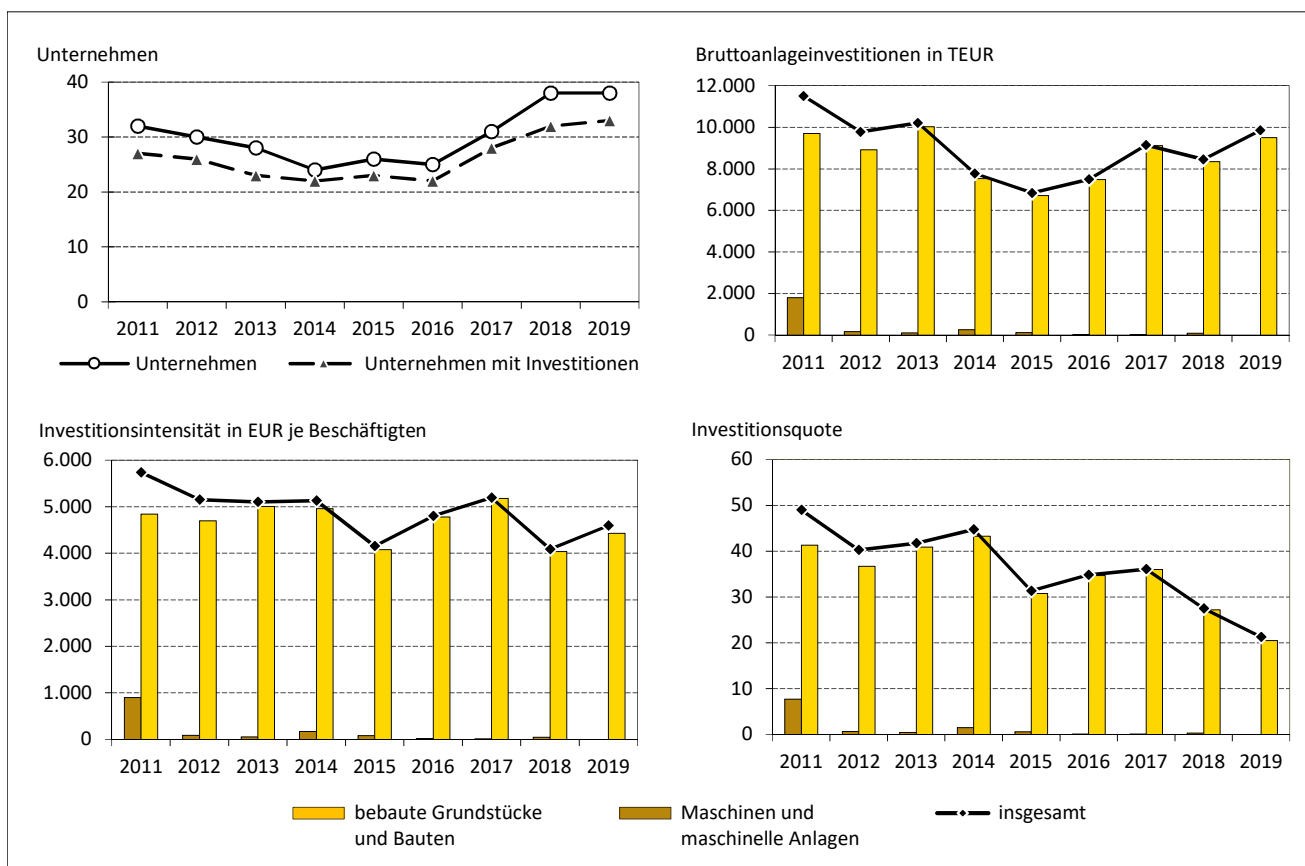 Unternehmen
40
30
20
10
0
2011 2012 2013 2014 2015 2016 2017 2018 2019
Unternehmen Unternehmen mit Investitionen
Bruttoanlageinvestitionen in TEUR
12.000
10.000
8.000
6.000
4.000
2.000
0
2011 2012 2013 2014 2015 2016 2017 2018 2019
Investitionsintensität in EUR je Beschäftigten
6.000
5.000
4.000
3.000
2.000
1.000
0
2011 2012 2013 2014 2015 2016 2017 2018 2019
Investitionsquote
60
50
40
30
20
10
0
2011 2012 2013 2014 2015 2016 2017 2018 2019
bebaute Grundstücke
und Bauten
Maschinen und
maschinelle Anlagen
insgesamt